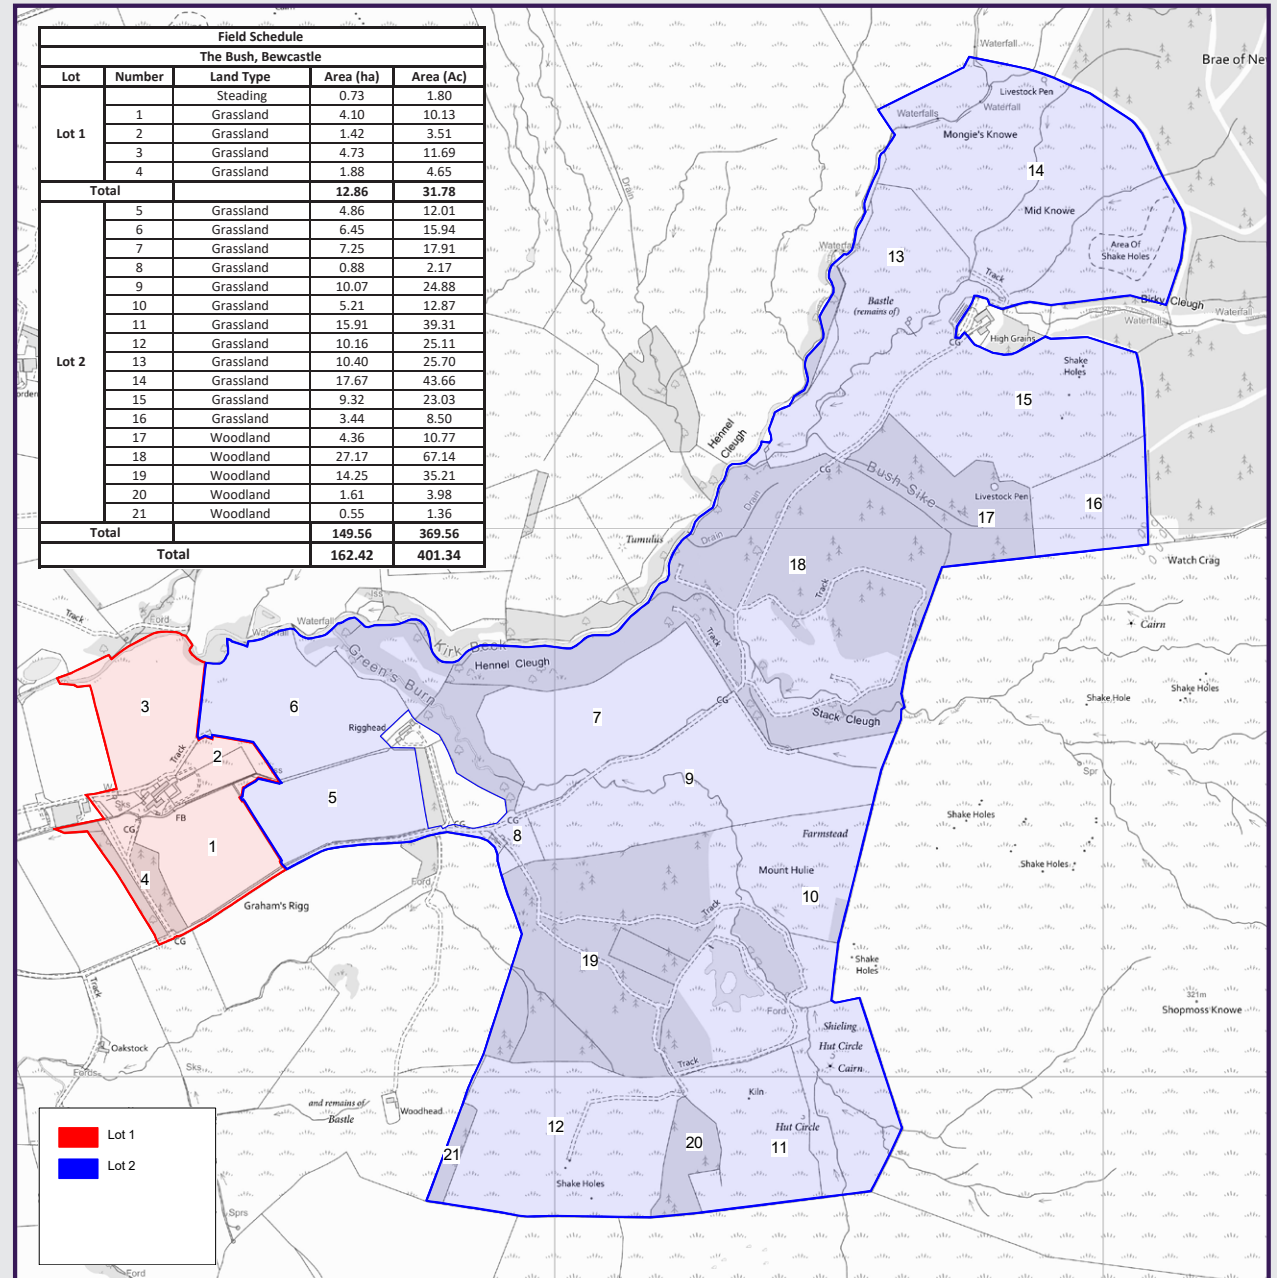 Field Schedule
The Bush, Bewcastle
Lot Number Land Type Area (ha) Area (Ac)
Steading 0.73 1.80
1 Grassland 4.10 10.13
2 Grassland 1.42 3.51
Lot 1
3 Grassland 4.73 11.69
4 Grassland 1.88 4.65
Total 12.86 31.78
5 Grassland 4.86 12.01
6 Grassland 6.45 15.94
7 Grassland 7.25 17.91
8 Grassland 0.88 2.17
9 Grassland 10.07 24.88
10 Grassland 5.21 12.87
11 Grassland 15.91 39.31
12 Grassland 10.16 25.11
Lot 2
13 Grassland 10.40 25.70
14 Grassland 17.67 43.66
15 Grassland 9.32 23.03
16 Grassland 3.44 8.50
17 Woodland 4.36 10.77
18 Woodland 27.17 67.14
19 Woodland 14.25 35.21
20 Woodland 1.61 3.98
21 Woodland 0.55 1.36
Total 149.56 369.56
Total 162.42 401.34
Waterfall
Brae of
Livestock Pen
Waterfall
Waterfalls
Mongie's Knowe
14
Drain
Mid Knowe
Area Of
Shake Holes
13
Track
Bastle
(remains of)
Birky Cleugh
Waterfall
Waterfall
High Grains
CG
Shake
Holes
15
Hennel
Cleugh
CG
Bush Sike
Livestock Pen
Drain
17
16
Drain
Tumulus
Watch Crag
18
Track
Iss
Track
Ford
Waterfall
Waterfall
Kirk Beck
Track
Cairn
Hennel Cleugh
Green's Burn
Shake Holes
Shake Hole
CG
3
6
7
Stack Cleugh
Rigghead
Track
2
Spr
9
5
Sks
FB
CG
CG
CG
8
Farmstead
Shake Holes
1
Shake Holes
4
Mount Hulie
Ford
10
Graham's Rigg
Track
CG
19
Shake
Holes
Track
321m
Shopmoss Knowe
Ford
Shieling
Hut Circle
Oakstock
Cairn
Sks
Track
Fords
Kiln
and remains of
Bastle
Woodhead
12
Hut Circle
20
11
21
Shake Holes
Lot 1
Lot 2
Sprs
Ford